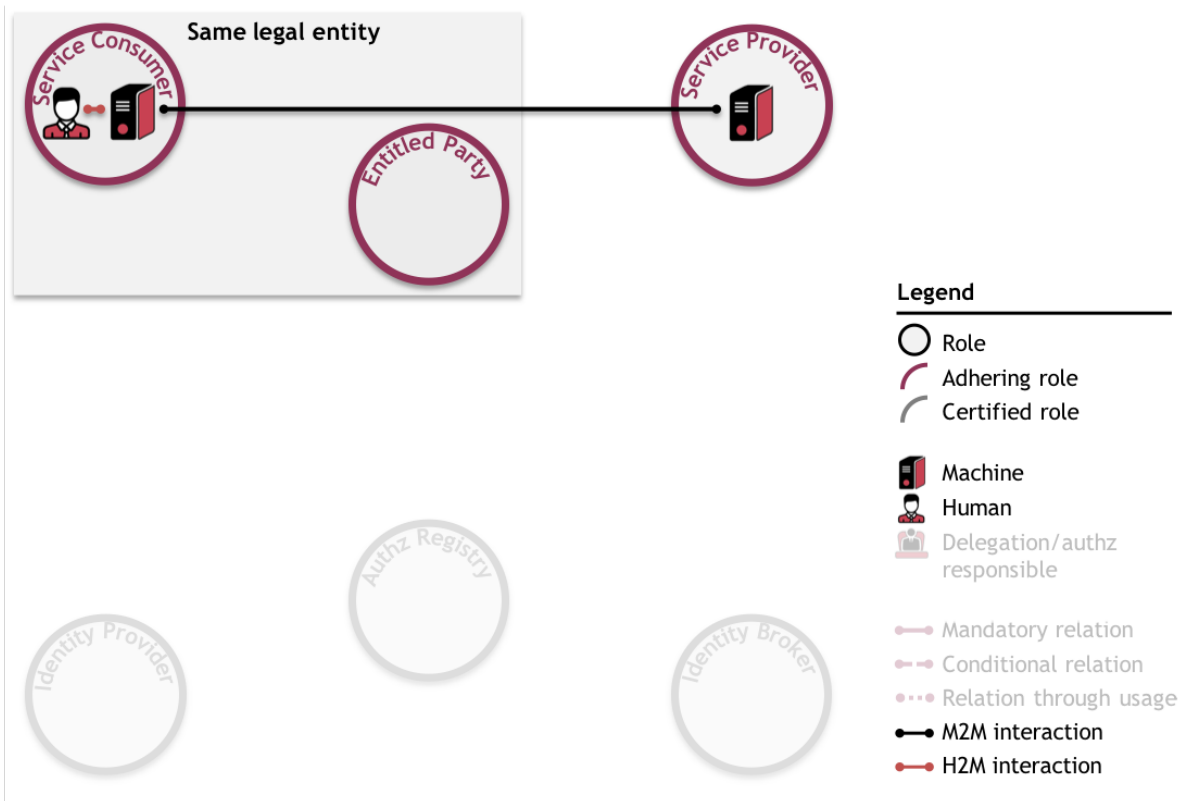 Same legal entity
Service Consumer
Service Provider
Entitled Party
Legend
Role
Adhering role
Certified role
Machine
Human
Delegation/authz
responsible
Mandatory relation
Conditional relation
Relation through usage
M2M interaction
H2M interaction
Authz Registry
Identity Provider
Identity Broker